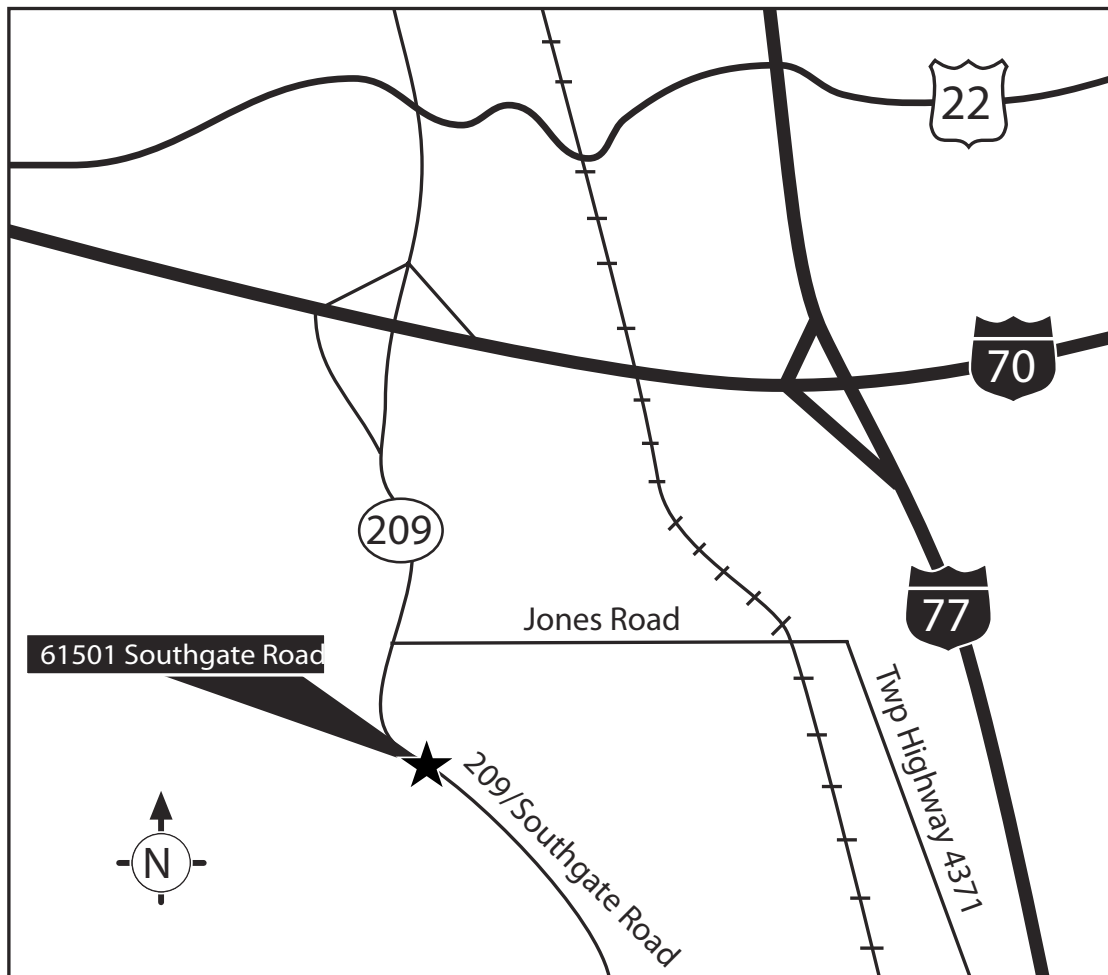 22
70
209
77
Jones Road
61501 Southgate Road
Twp Highway 4371
209/Southgate Road
N